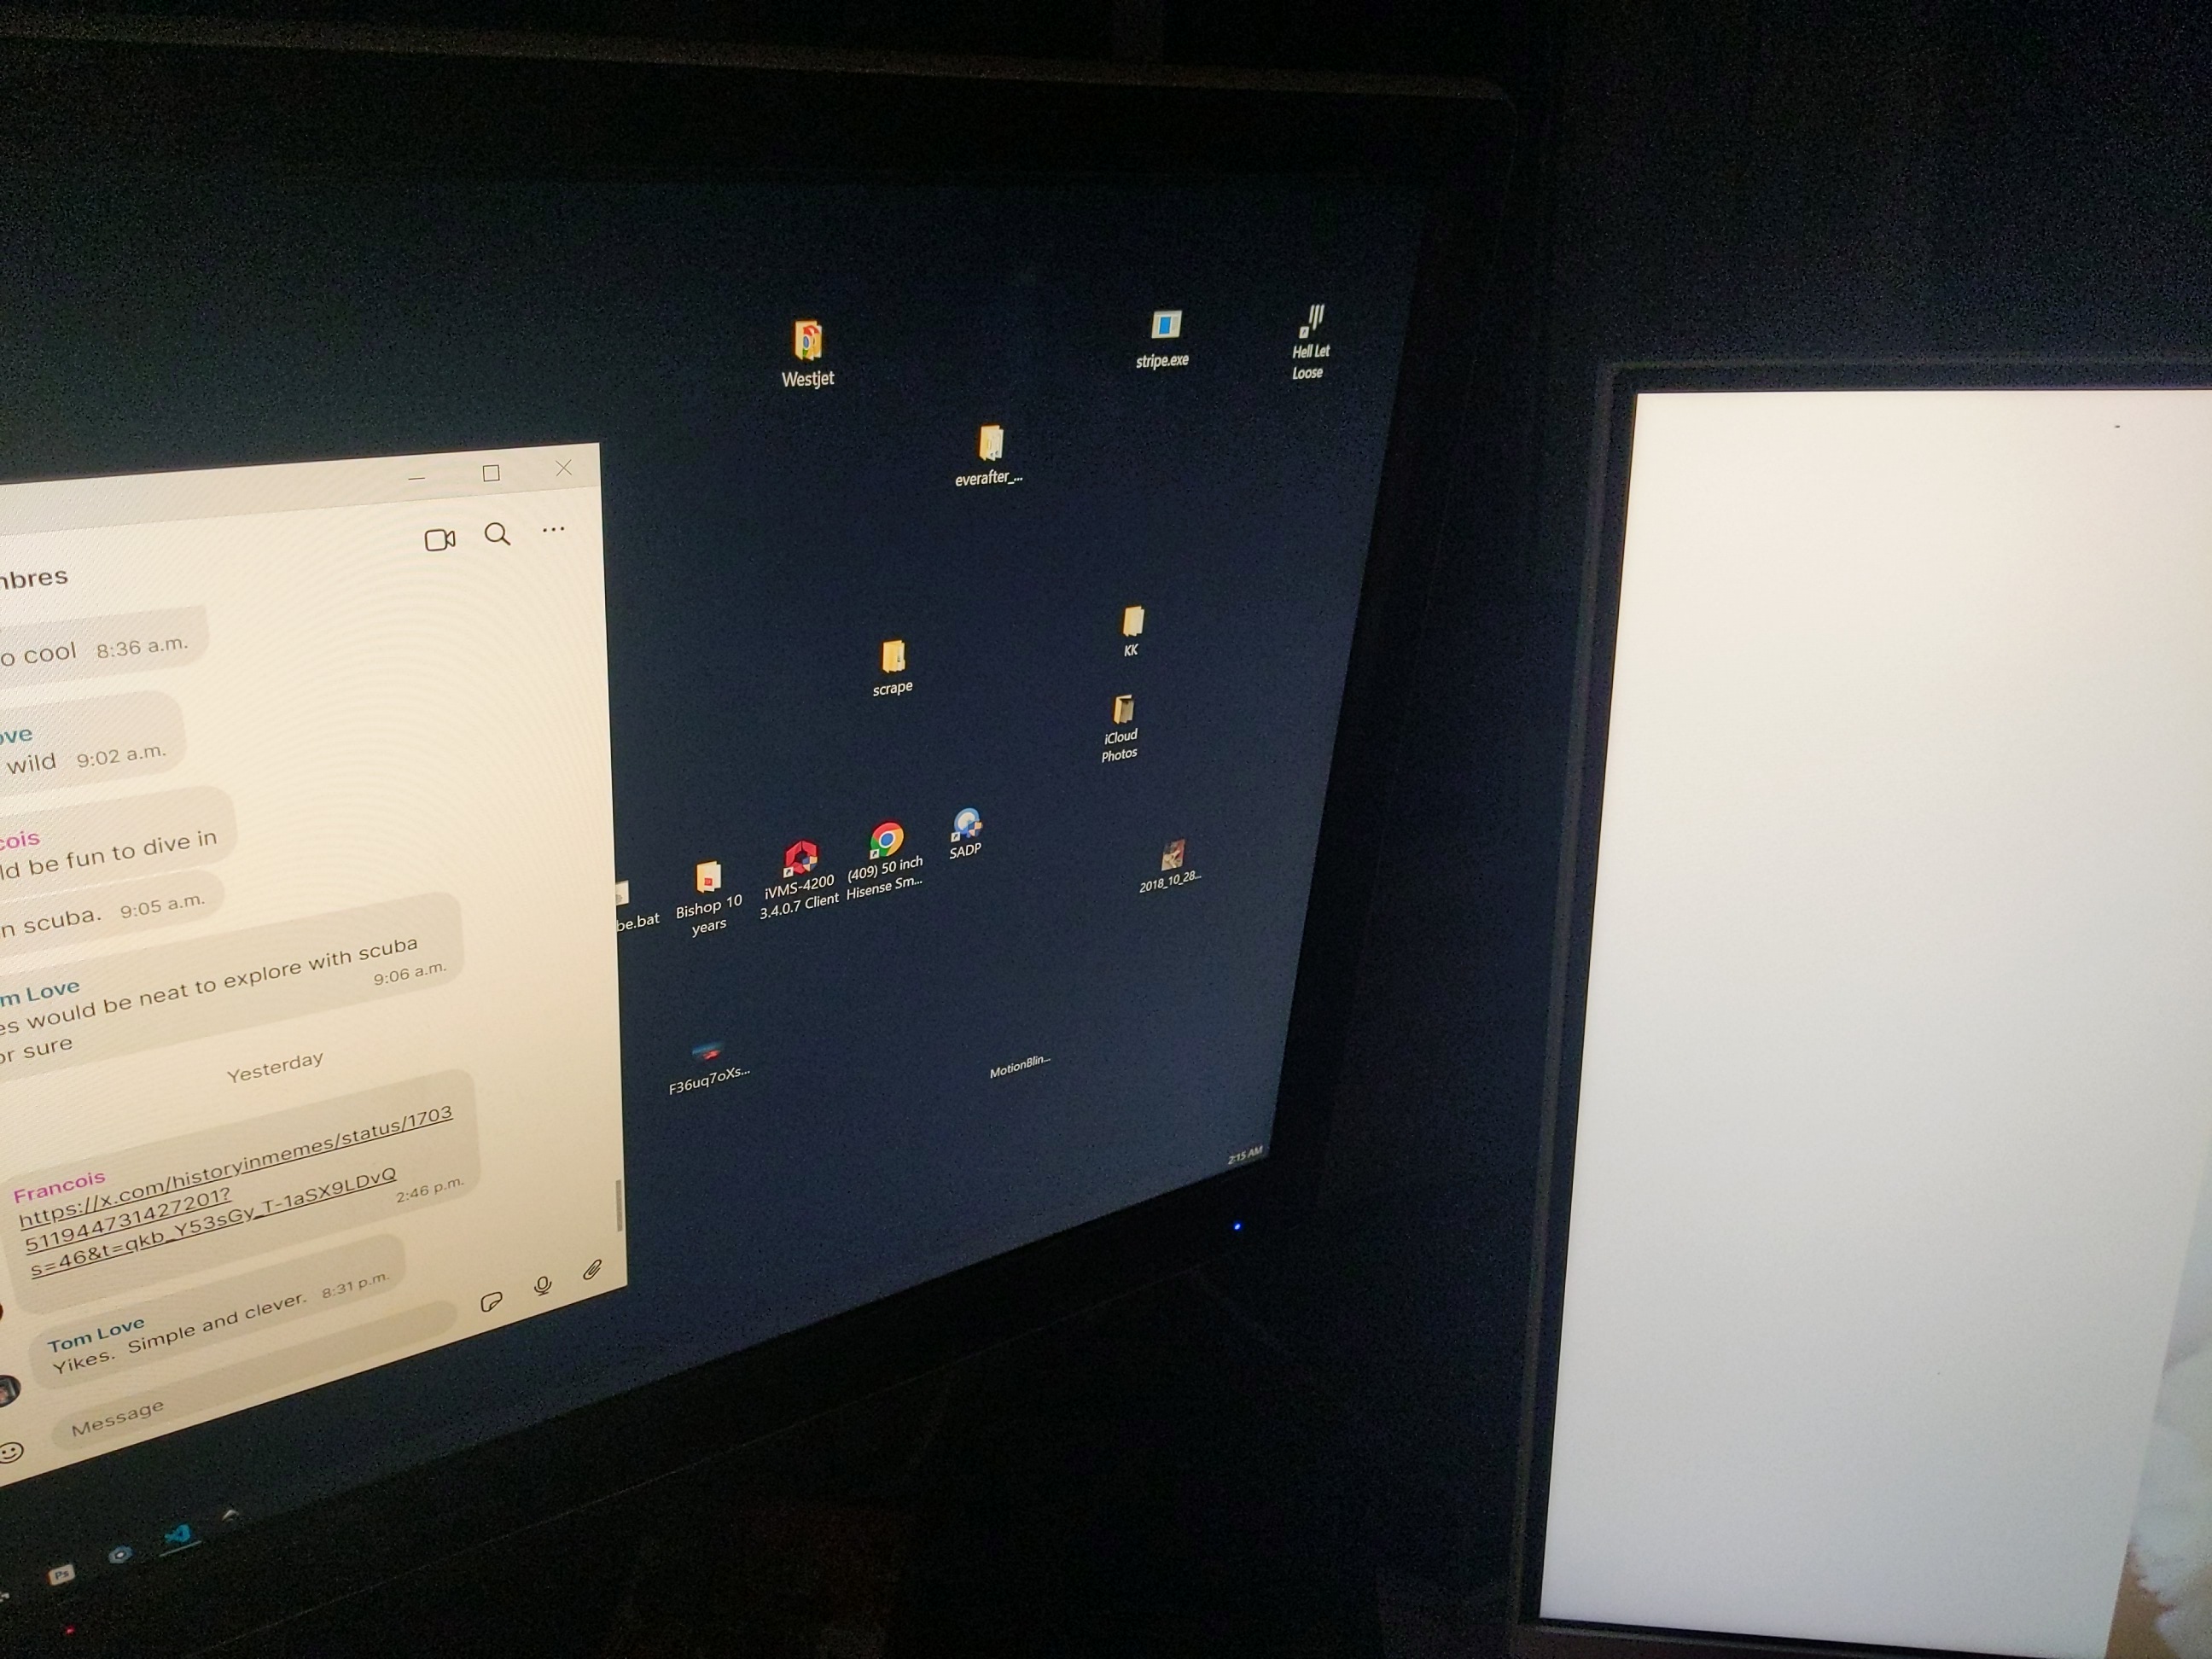 mbres
o cool 8:36 a.m.
ove
wild 9:02 a.m.
cois
ld be fun to dive in
n scuba. 9:05 a.m.
m Love
es would be neat to explore with scuba
or sure 9:06 a.m.
Yesterday
Francois
https://x.com/historyinmemes/status/1703
511944731427201?
s=46&t=qkb_Y53sGy_T-1aSX9LDvQ
2:46 p.m.
Tom Love
Yikes. Simple and clever. 8:31 p.m.
Message
Ps
Westjet
stripe.exe
Hell Let
Loose
everafter_...
scrape
KK
iCloud
Photos
be.bat
Bishop 10
years
iVMS-4200
3.4.0.7 Client
(409) 50 inch
Hisense Sm...
SADP
2018_10_28...
F36uq7oXs...
MotionBlin...
2:15 AM